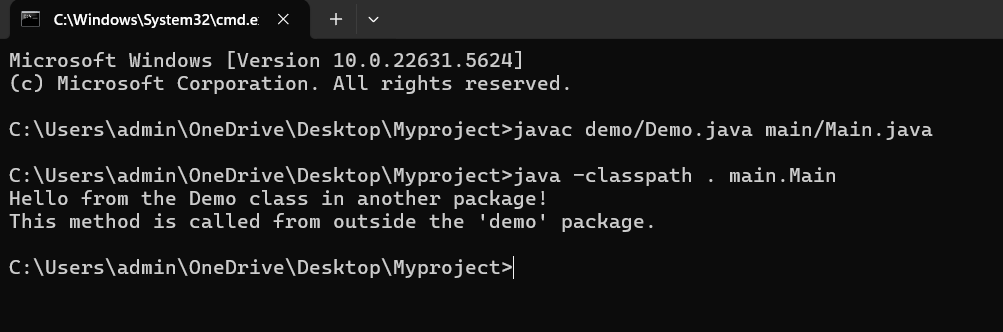 C:\Windows\System32\cmd.e
Microsoft Windows [Version 10.0.22631.5624]
(c) Microsoft Corporation. All rights reserved.
C:\Users\admin\OneDrive\Desktop\Myproject>javac demo/Demo.java main/Main.java
C:\Users\admin\OneDrive\Desktop\Myproject>java -classpath . main.Main
Hello from the Demo class in another package!
This method is called from outside the 'demo' package.
C:\Users\admin\OneDrive\Desktop\Myproject>